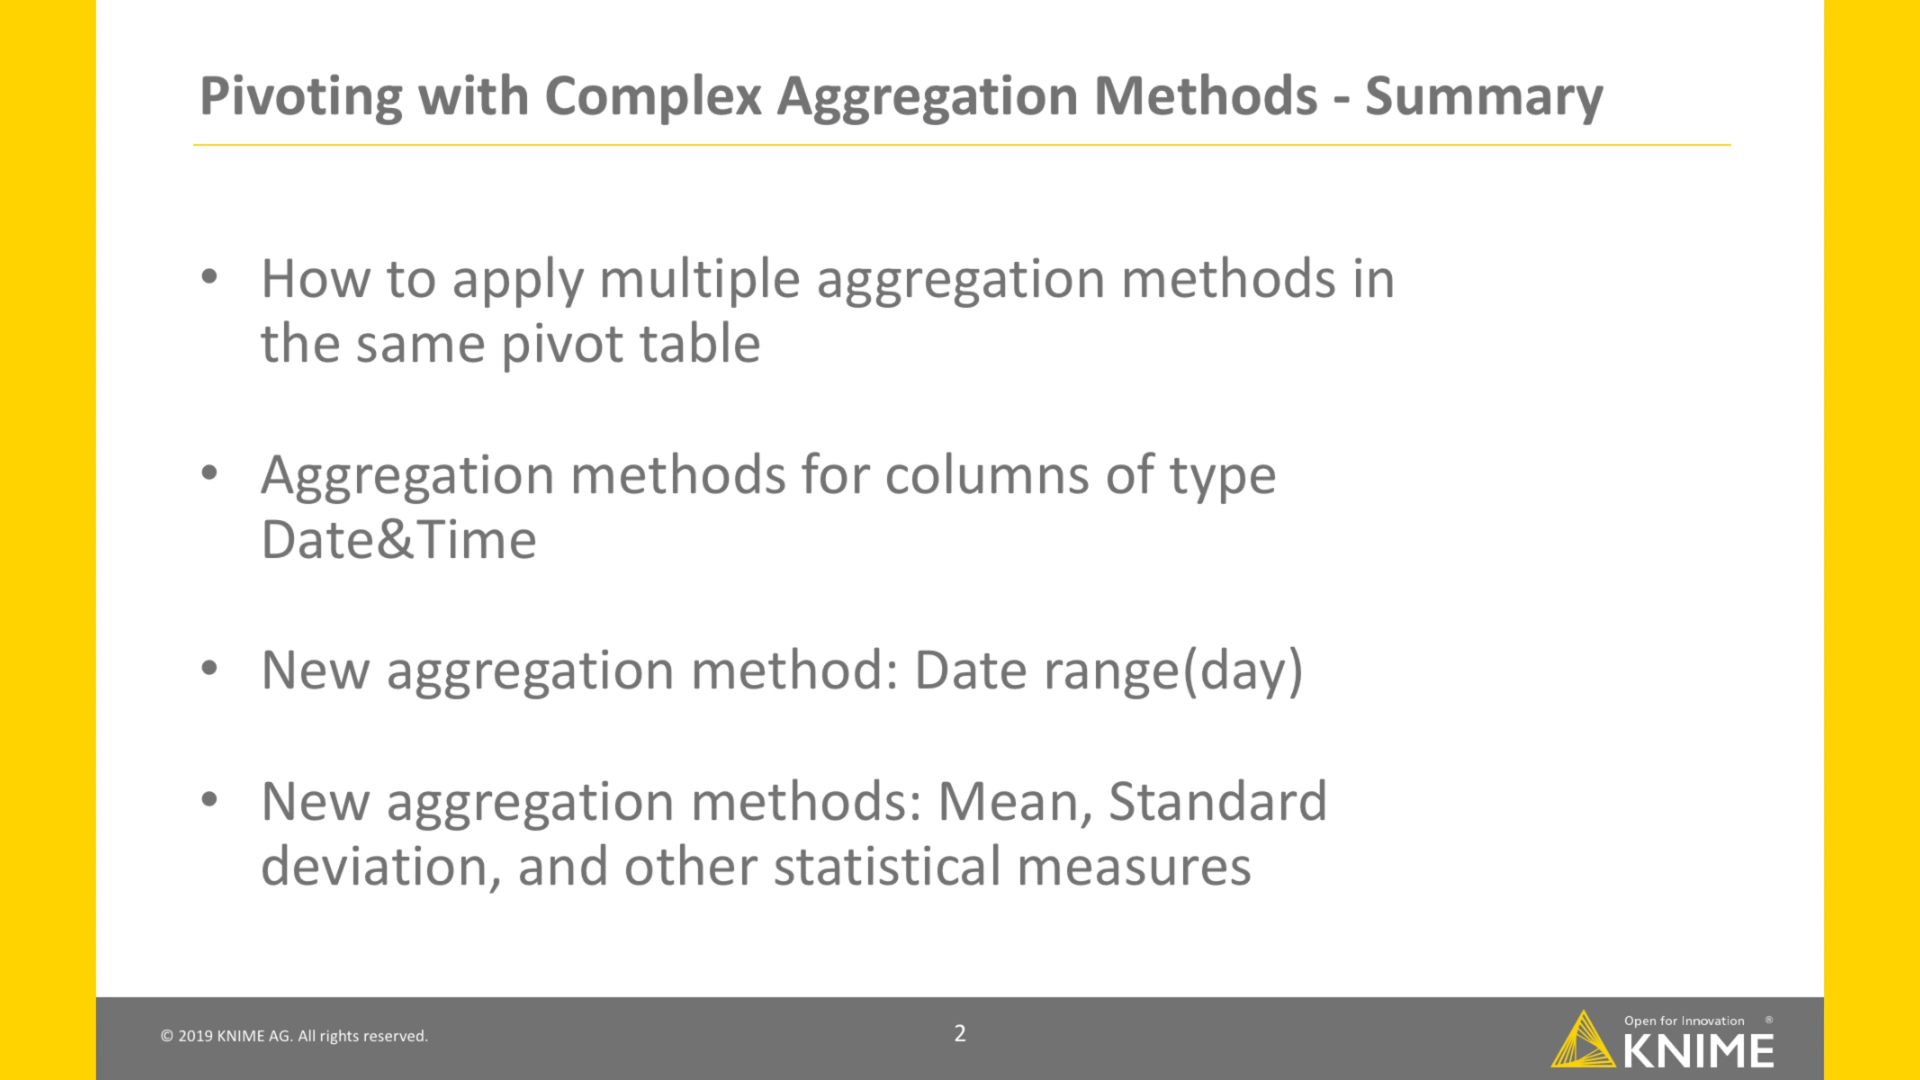 Pivoting with Complex Aggregation Methods - Summary
• How to apply multiple aggregation methods in
the same pivot table
• Aggregation methods for columns of type
Date&Time
• New aggregation method: Date range(day)
• New aggregation methods: Mean, Standard
deviation, and other statistical measures
© 2019 KNIME AG. All rights reserved.
2
Open for Innovation ®
KNIME